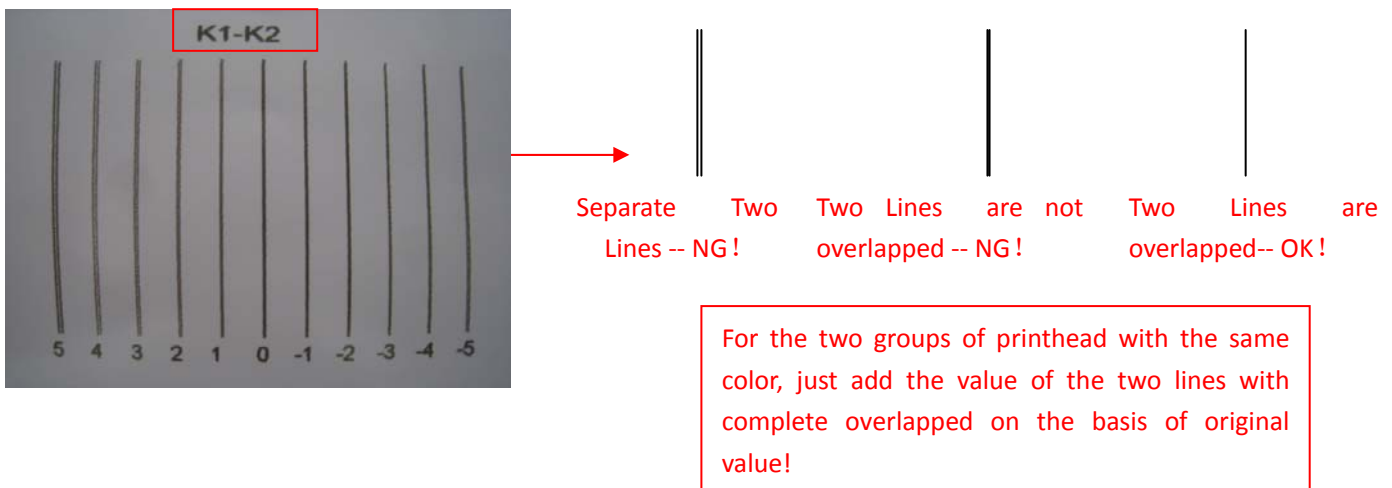 K1-K2
5 4 3 2 1 0 -1 -2 -3 -4 -5
Separate Two
Lines -- NG！
Two Lines are not
overlapped -- NG！
Two Lines are
overlapped-- OK！
For the two groups of printhead with the same
color, just add the value of the two lines with
complete overlapped on the basis of original
value!